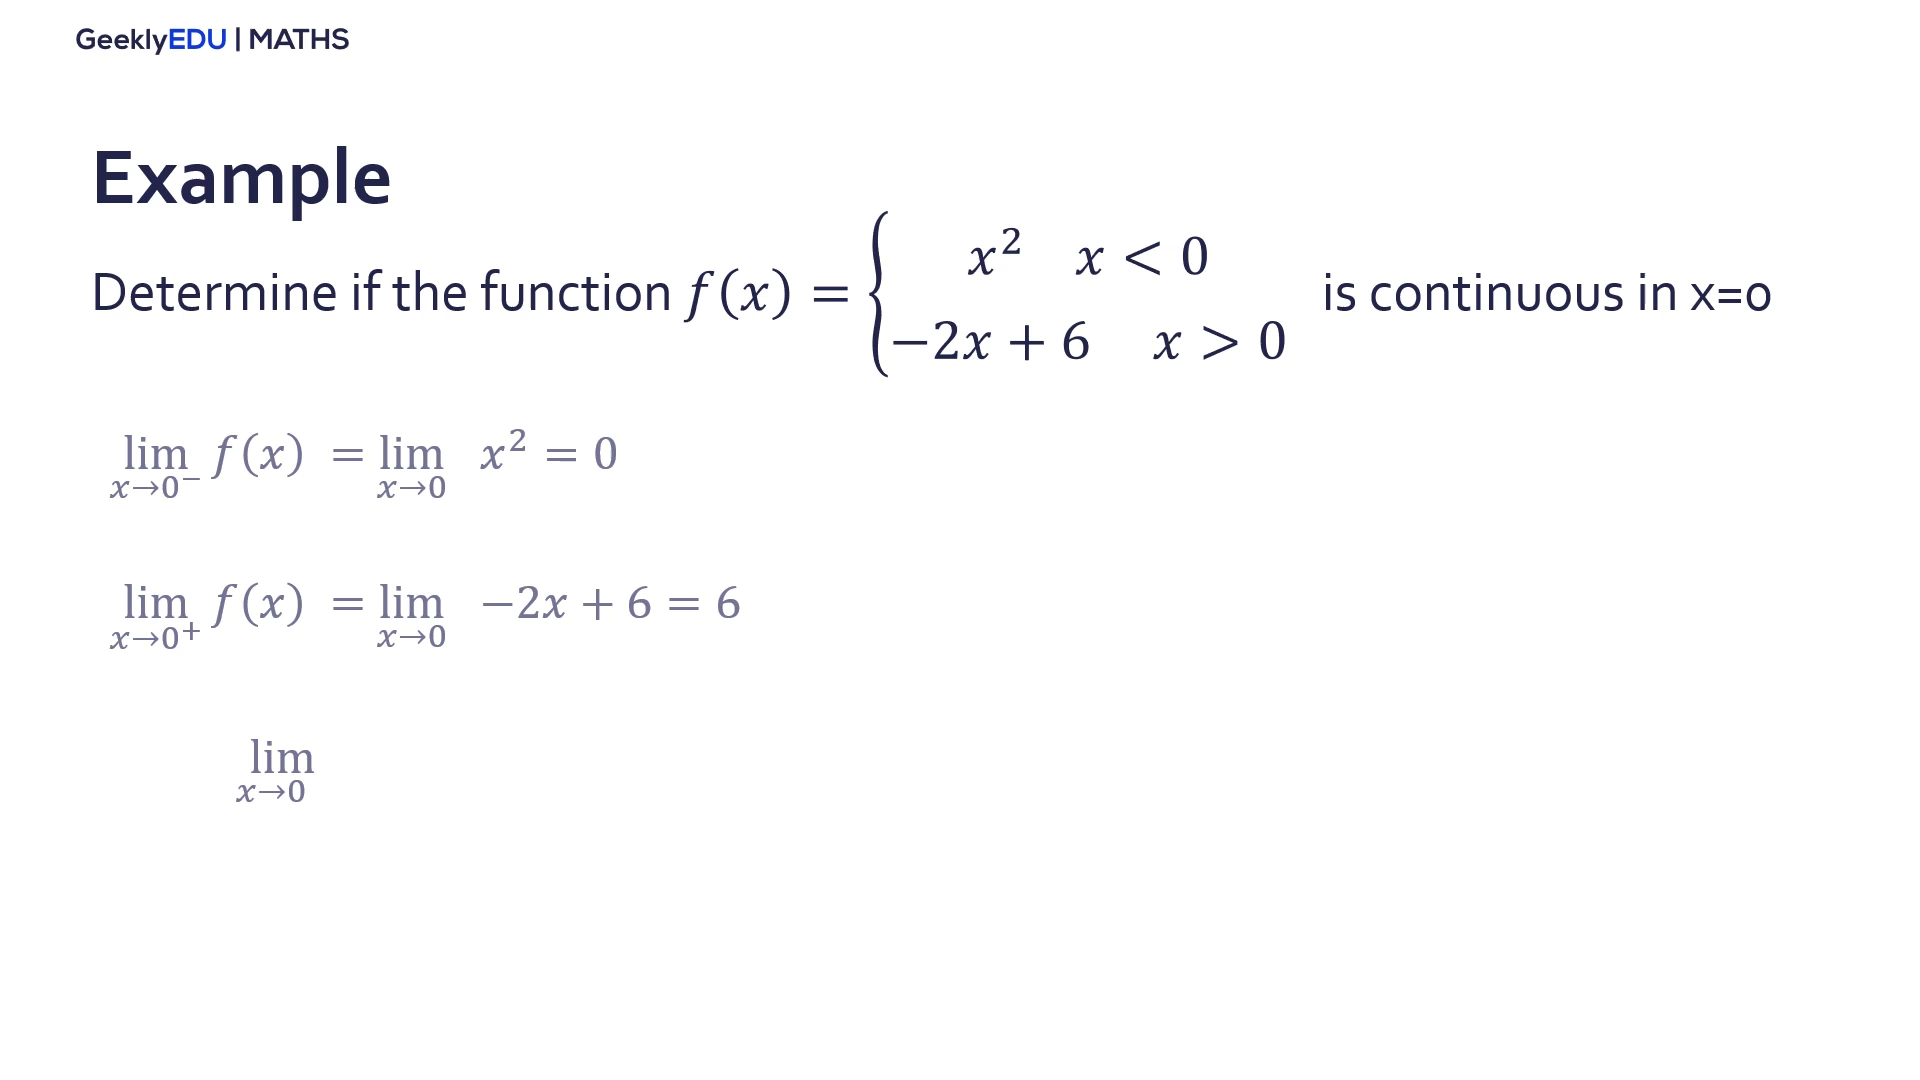 GeeklyEDU | MATHS
Example
Determine if the function f(x) = { x² x < 0 is continuous in x=0
−2x + 6 x > 0
lim x→0⁻ f(x) = lim x→0 x² = 0
lim x→0⁺ f(x) = lim x→0 −2x + 6 = 6
lim x→0